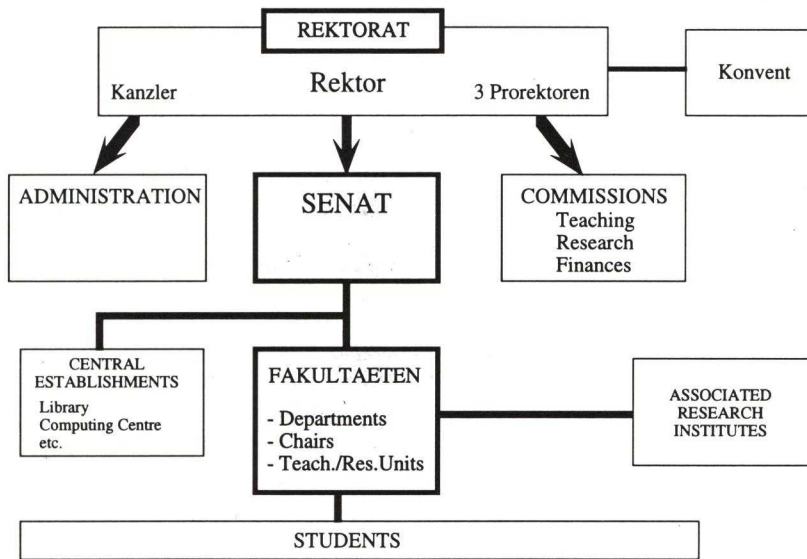 REKTORAT
Kanzler
Rektor
3 Prorektoren
Konvent
ADMINISTRATION
SENAT
COMMISSIONS
Teaching
Research
Finances
CENTRAL
ESTABLISHMENTS
Library
Computing Centre
etc.
FAKULTAETEN
- Departments
- Chairs
- Teach./Res.Units
ASSOCIATED
RESEARCH
INSTITUTES
STUDENTS